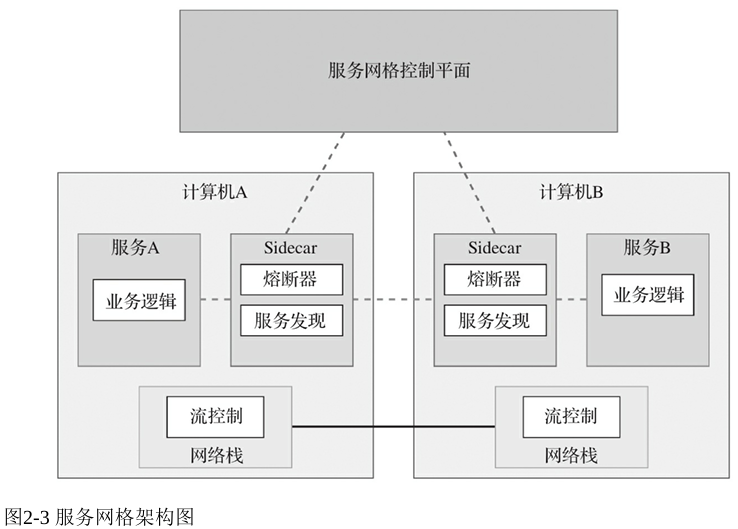 服务网格控制平面
计算机A
计算机B
服务A
Sidecar
Sidecar
服务B
熔断器
熔断器
业务逻辑
业务逻辑
服务发现
服务发现
流控制
流控制
网络栈
网络栈
图2-3 服务网格架构图